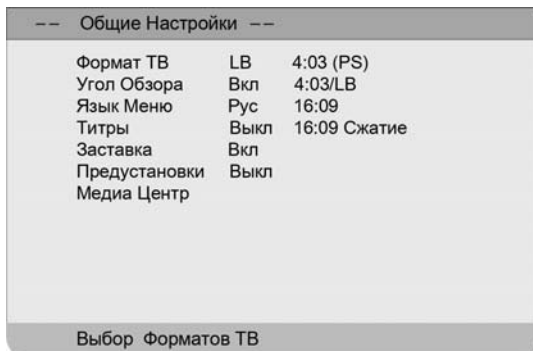 -- Общие Настройки --
Формат ТВ LB 4:03 (PS)
Угол Обзора Вкл 4:03/LB
Язык Меню Рус 16:09
Титры Выкл 16:09 Сжатие
Заставка Вкл
Предустановки Выкл
Медиа Центр
Выбор Форматов ТВ